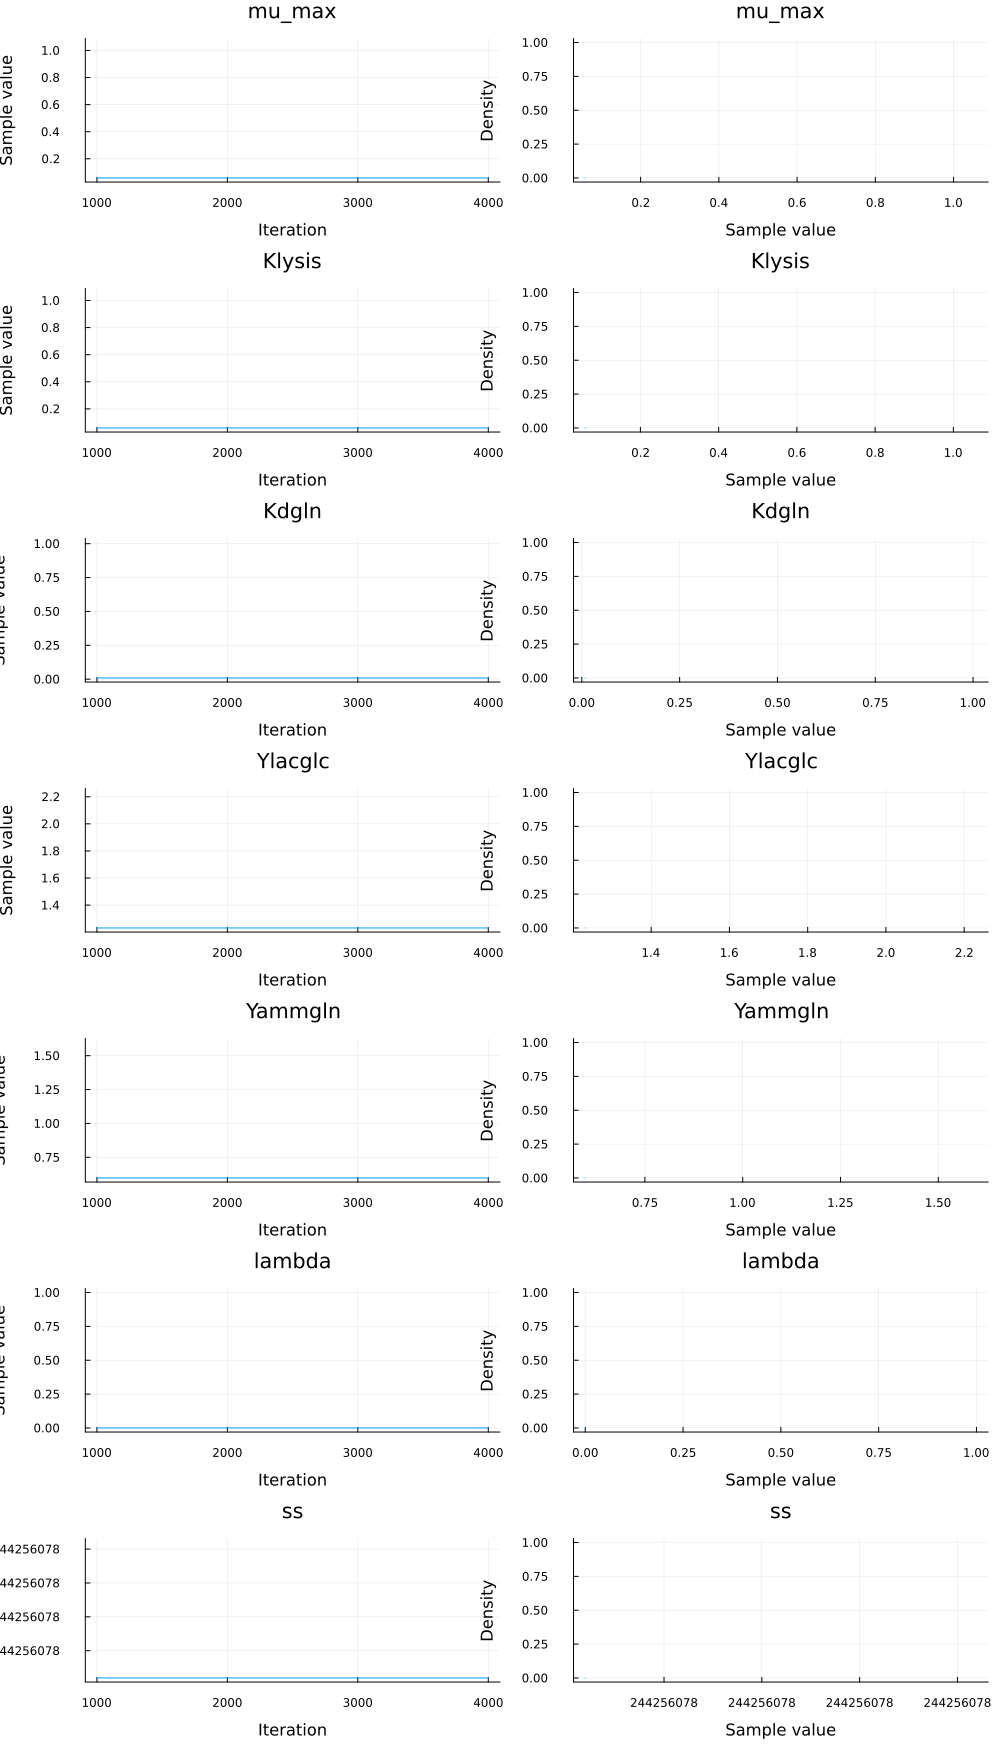 mu_max
mu_max
Sample value
1.0
0.8
0.6
0.4
0.2
1000 2000 3000 4000
Iteration
Density
1.00
0.75
0.50
0.25
0.00
0.2 0.4 0.6 0.8 1.0
Sample value
Klysis
Klysis
Sample value
1.0
0.8
0.6
0.4
0.2
1000 2000 3000 4000
Iteration
Density
1.00
0.75
0.50
0.25
0.00
0.2 0.4 0.6 0.8 1.0
Sample value
Kdgln
Kdgln
Sample value
1.00
0.75
0.50
0.25
0.00
1000 2000 3000 4000
Iteration
Density
1.00
0.75
0.50
0.25
0.00
0.00 0.25 0.50 0.75 1.00
Sample value
Ylacglc
Ylacglc
Sample value
2.2
2.0
1.8
1.6
1.4
1000 2000 3000 4000
Iteration
Density
1.00
0.75
0.50
0.25
0.00
1.4 1.6 1.8 2.0 2.2
Sample value
Yammgln
Yammgln
Sample value
1.50
1.25
1.00
0.75
1000 2000 3000 4000
Iteration
Density
1.00
0.75
0.50
0.25
0.00
0.75 1.00 1.25 1.50
Sample value
lambda
lambda
Sample value
1.00
0.75
0.50
0.25
0.00
1000 2000 3000 4000
Iteration
Density
1.00
0.75
0.50
0.25
0.00
0.00 0.25 0.50 0.75 1.00
Sample value
ss
ss
44256078
44256078
44256078
44256078
1000 2000 3000 4000
Iteration
Density
1.00
0.75
0.50
0.25
0.00
244256078 244256078 244256078 244256078
Sample value